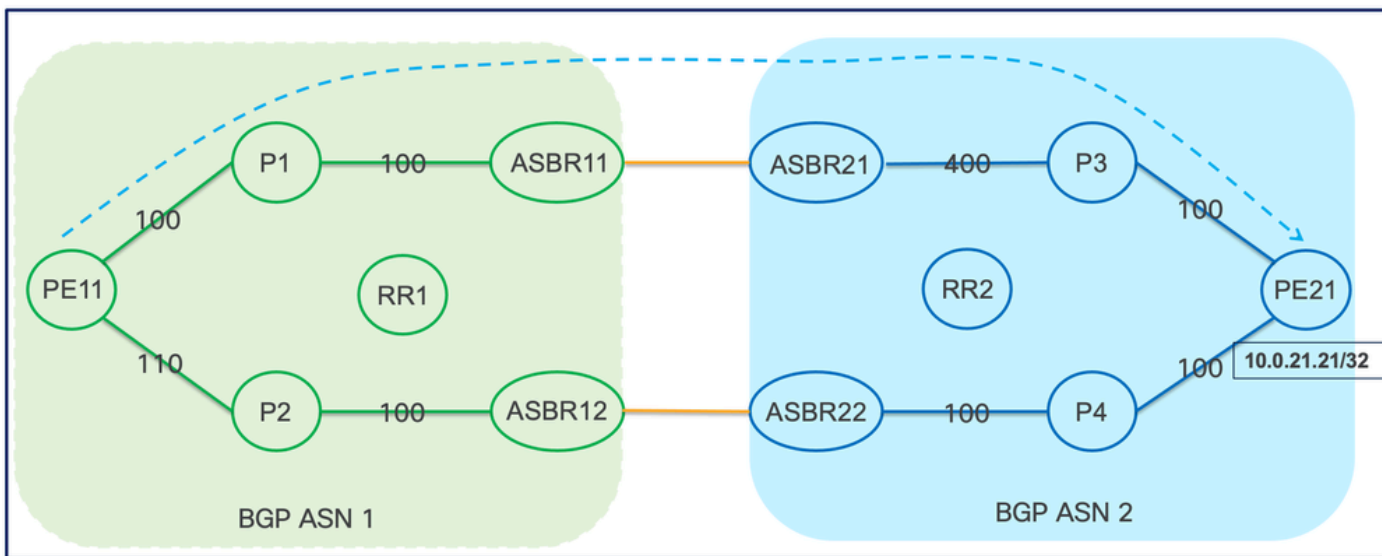 P1
100
ASBR11
ASBR21
400
P3
100
100
PE11
RR1
RR2
PE21
110
100
10.0.21.21/32
P2
100
ASBR12
ASBR22
100
P4
BGP ASN 1
BGP ASN 2